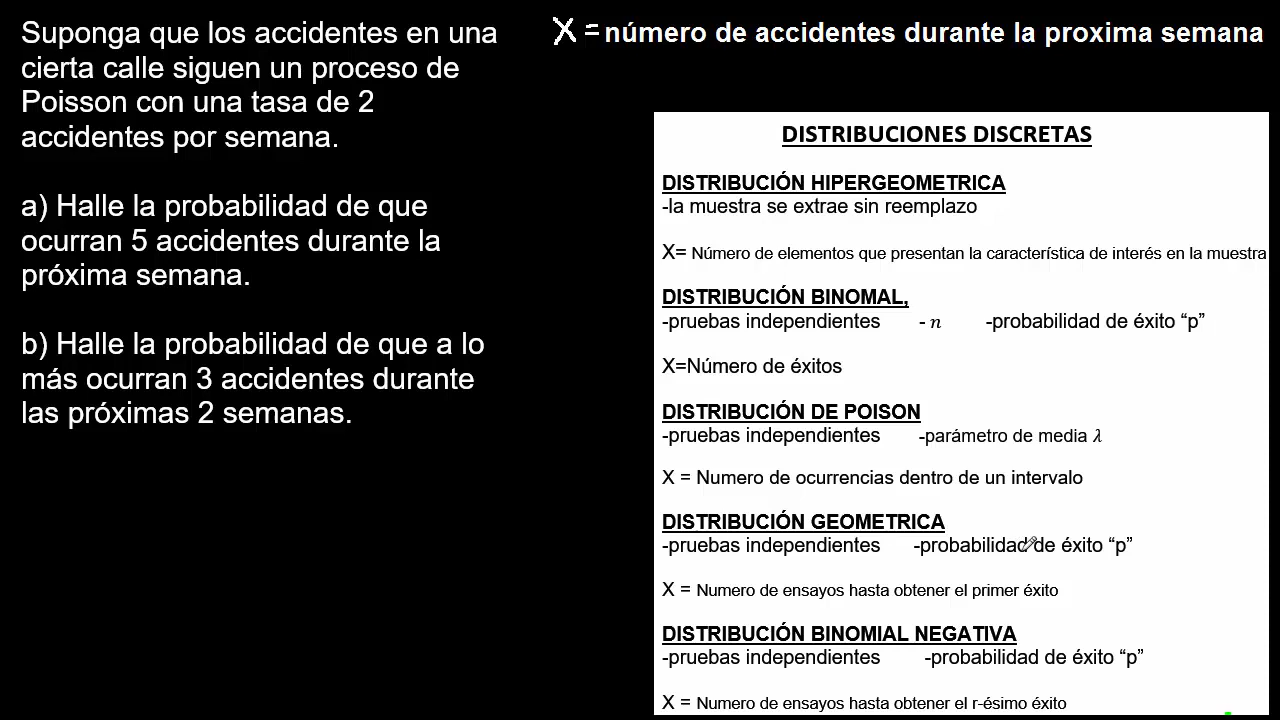 Suponga que los accidentes en una
cierta calle siguen un proceso de
Poisson con una tasa de 2
accidentes por semana.
a) Halle la probabilidad de que
ocurran 5 accidentes durante la
próxima semana.
b) Halle la probabilidad de que a lo
más ocurran 3 accidentes durante
las próximas 2 semanas.
X = número de accidentes durante la proxima semana
DISTRIBUCIONES DISCRETAS
DISTRIBUCIÓN HIPERGEOMETRICA
-la muestra se extrae sin reemplazo
X= Número de elementos que presentan la característica de interés en la muestra
DISTRIBUCIÓN BINOMAL,
-pruebas independientes - n -probabilidad de éxito “p”
X=Número de éxitos
DISTRIBUCIÓN DE POISON
-pruebas independientes -parámetro de media λ
X = Numero de ocurrencias dentro de un intervalo
DISTRIBUCIÓN GEOMETRICA
-pruebas independientes -probabilidad de éxito “p”
X = Numero de ensayos hasta obtener el primer éxito
DISTRIBUCIÓN BINOMIAL NEGATIVA
-pruebas independientes -probabilidad de éxito “p”
X = Numero de ensayos hasta obtener el r-ésimo éxito